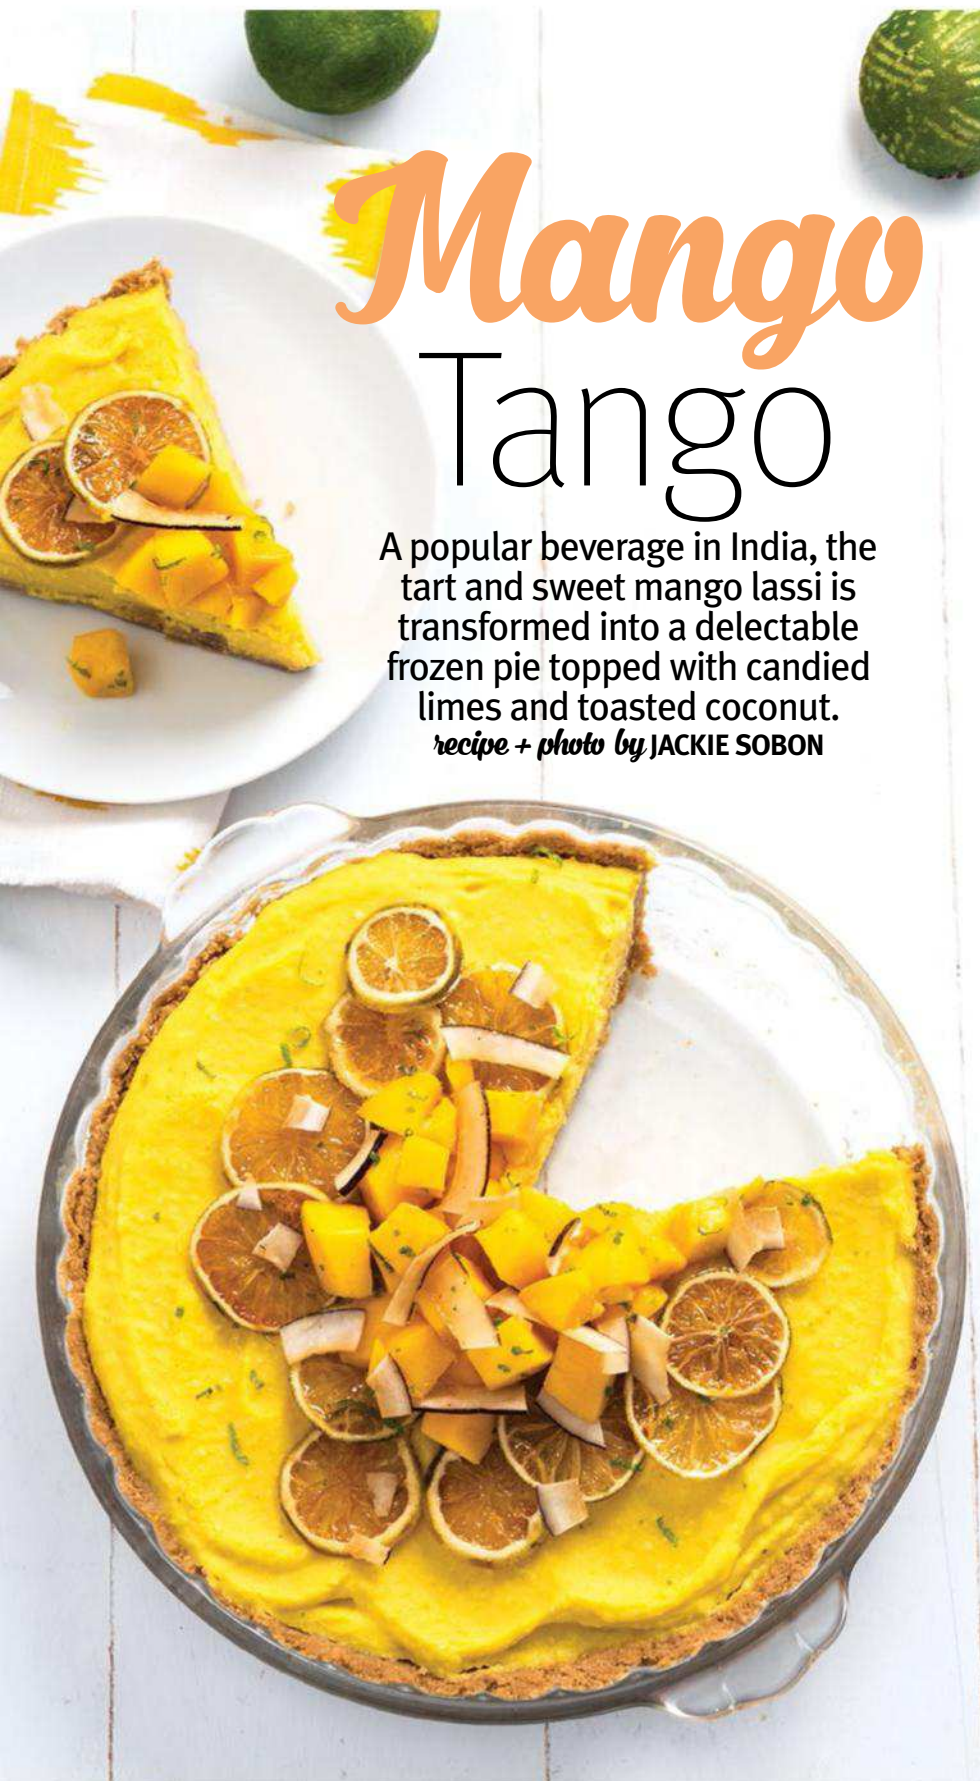 Mango
Tango
A popular beverage in India, the
tart and sweet mango lassi is
transformed into a delectable
frozen pie topped with candied
limes and toasted coconut.
recipe + photo by JACKIE SOBON